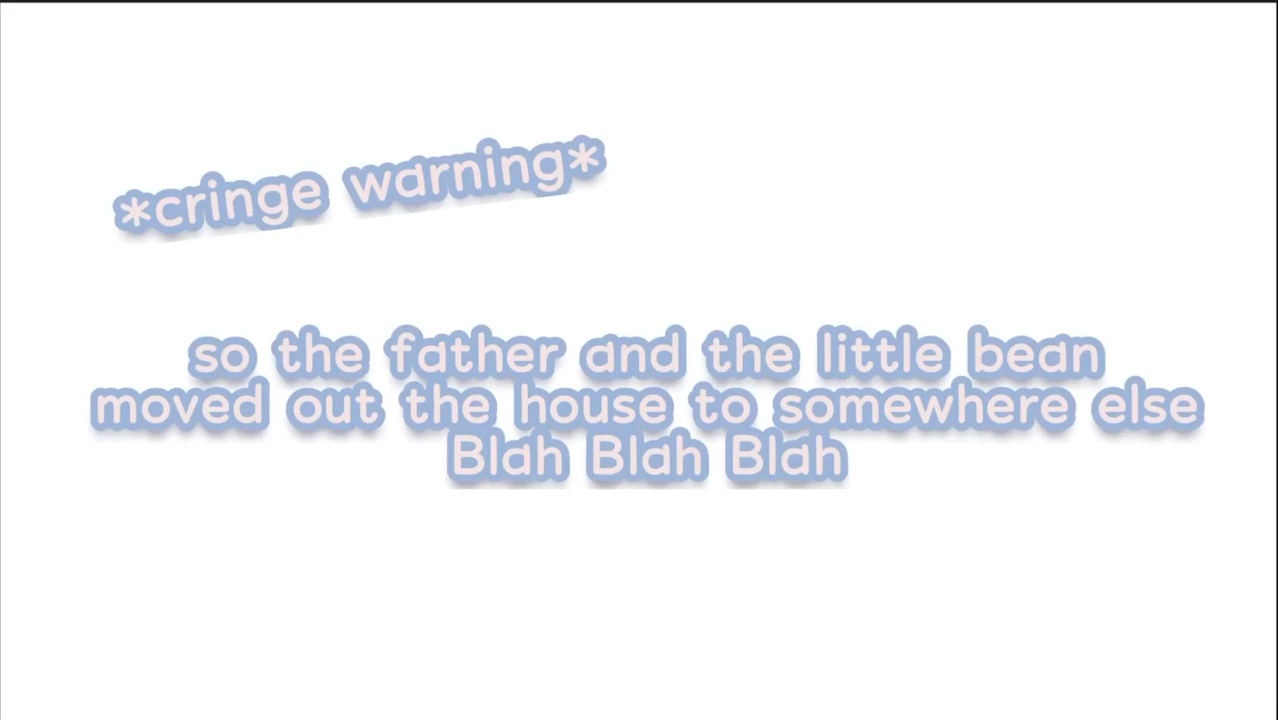 *cringe warning*
so the father and the little bean
moved out the house to somewhere else
Blah Blah Blah